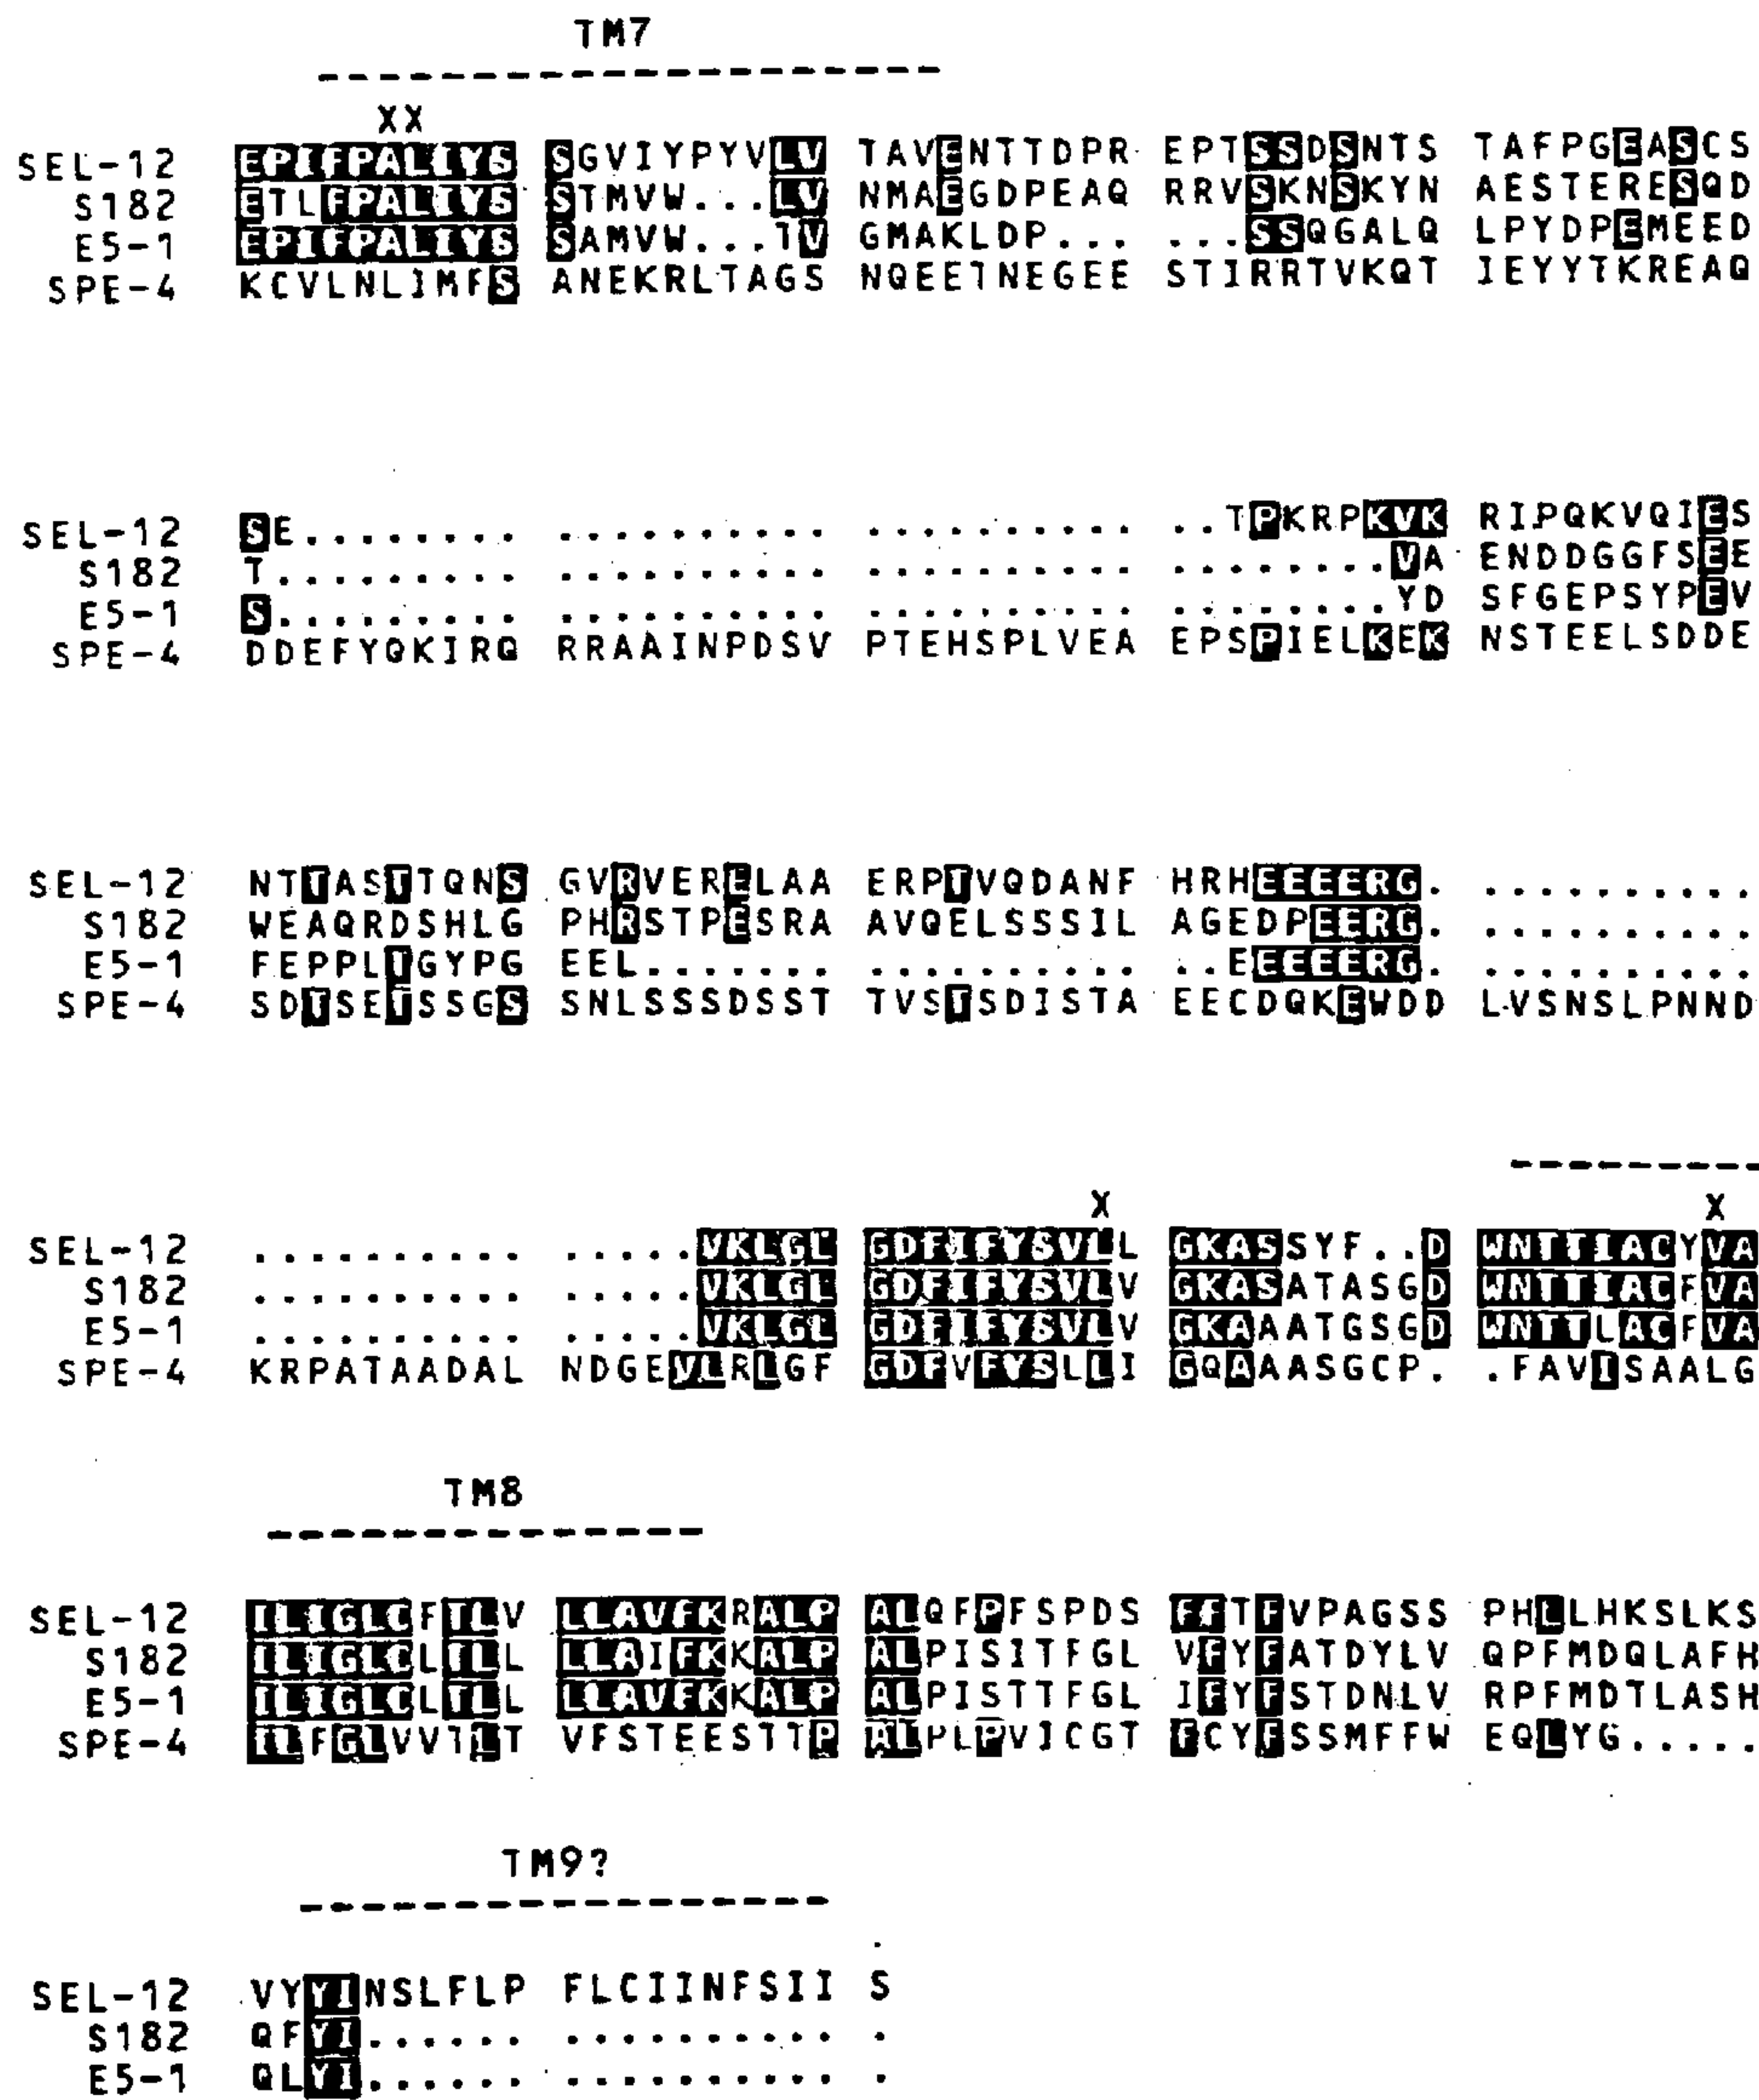 TM7
XX
SEL-12 EPIFPALIYS SGVIYPYVLV TAVENTTDPR EPTSSDSNTS TAFPGEASCS
S182 ETLFPALIYS STMVW...LV NMAEGDPEAQ RRVSKNSKYN AESTERESQD
E5-1 EPIFPALIYS SAMVW...TV GMAKLDP... ...SSQGALQ LPYDPEMEED
SPE-4 KCVLNLIMFS ANEKRLTAGS NQEETNEGEE STIRRTVKQT IEYYTKREAQ
SEL-12 SE........ .......... .......... ..TPKRPKVK RIPQKVQIES
S182 T......... .......... .......... ........VA ENDDGGFSEE
E5-1 S......... .......... .......... ........YD SFGEPSYPEV
SPE-4 DDEFYQKIRQ RRAAINPDSV PTEHSPLVEA EPSPIELKEK NSTEELSDDE
SEL-12 NTTASTTQNS GVRVERELAA ERPTVQDANF HRHEEEERG. ..........
S182 WEAQRDSHLG PHRSTPESRA AVQELSSSIL AGEDPEERG. ..........
E5-1 FEPPLTGYPG EEL....... .......... ..EEEEERG. ..........
SPE-4 SDTSETSSGS SNLSSSDSST TVSTSDISTA EECDQKEWDD LVSNSLPNND
X X
SEL-12 .......... .....VKLGL GDFIFYSVLL GKASSYF..D WNTTIACYVA
S182 .......... .....VKLGL GDFIFYSVLV GKASATASGD WNTTIACFVA
E5-1 .......... .....VKLGL GDFIFYSVLV GKAAATGSGD WNTTLACFVA
SPE-4 KRPATAADAL NDGEYLRLGF GDFVFYSLLI GQAAASGCP. .FAVISAALG
TM8
SEL-12 ILIGLCFTLV LLAVFKRALP ALQFPFSPDS FFTFVPAGSS PHLLHKSLKS
S182 ILIGLCLTLL LLAIFKKALP ALPISITFGL VFYFATDYLV QPFMDQLAFH
E5-1 ILIGLCLTLL LLAVFKKALP ALPISTTFGL IFYFSTDNLV RPFMDTLASH
SPE-4 ILFGLVVTLT VFSTEESTTP ALPLPVICGT FCYFSSMFFW EQLYG.....
TM9?
SEL-12 VYYINSLFLP FLCIINFSII S
S182 QFYI...... .......... .
E5-1 QLYI...... .......... .